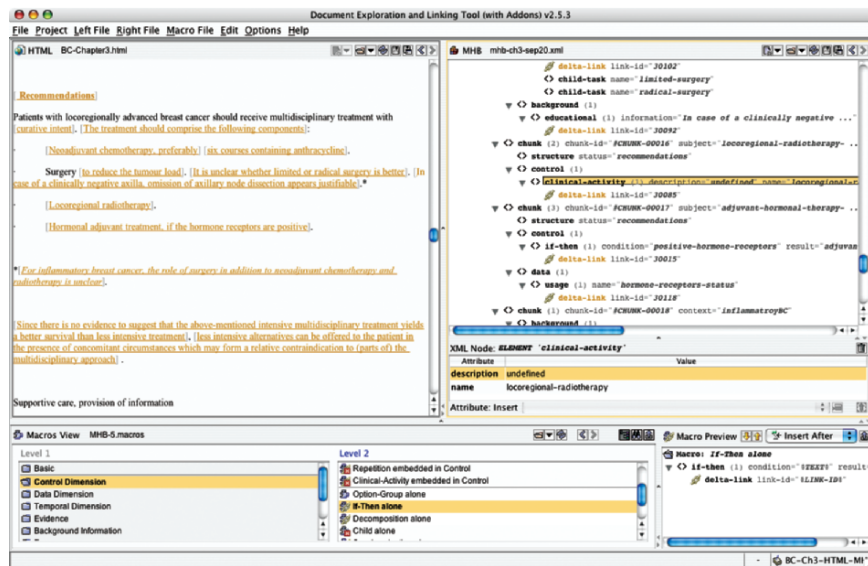 Document Exploration and Linking Tool (with Addons) v2.5.3
File Project Left File Right File Macro File Edit Options Help
HTML BC-Chapter3.html
[ Recommendations]
Patients with locoregionally advanced breast cancer should receive multidisciplinary treatment with
[curative intent]. [The treatment should comprise the following components]:
· [Neoadjuvant chemotherapy, preferably] [six courses containing anthracycline].
· Surgery [to reduce the tumour load]. [It is unclear whether limited or radical surgery is better]. [In
case of a clinically negative axilla, omission of axillary node dissection appears justifiable].*
· [Locoregional radiotherapy].
· [Hormonal adjuvant treatment, if the hormone receptors are positive].
*[For inflammatory breast cancer, the role of surgery in addition to neoadjuvant chemotherapy and
radiotherapy is unclear].
[Since there is no evidence to suggest that the above-mentioned intensive multidisciplinary treatment yields
a better survival than less intensive treatment], [less intensive alternatives can be offered to the patient in
the presence of concomitant circumstances which may form a relative contraindication to (parts of) the
multidisciplinary approach] .
Supportive care, provision of information
MHB mhb-ch3-sep20.xml
delta-link link-id="30102"
<> child-task name="limited-surgery"
<> child-task name="radical-surgery"
<> background (1)
<> educational (1) information="In case of a clinically negative ...
delta-link link-id="30092"
<> chunk (2) chunk-id="#CHUNK-00016" subject="locoregional-radiotherapy- ...
<> structure status="recommendations"
<> control (1)
<> clinical-activity (1) description="undefined" name="locoregional-r
delta-link link-id="30085"
<> chunk (3) chunk-id="#CHUNK-00017" subject="adjuvant-hormonal-therapy- ...
<> structure status="recommendations"
<> control (1)
<> if-then (1) condition="positive-hormone-receptors" result="adjuvan
delta-link link-id="30015"
<> data (1)
<> usage (1) name="hormone-receptors-status"
delta-link link-id="30118"
<> chunk (1) chunk-id="#CHUNK-00018" context="inflammatroyBC"
<> background (1)
XML Node: ELEMENT 'clinical-activity'
Attribute Value
description undefined
name locoregional-radiotherapy
Attribute: Insert
Macros View MHB-5.macros
Level 1
Basic
Control Dimension
Data Dimension
Temporal Dimension
Evidence
Background Information
Level 2
Repetition embedded in Control
Clinical-Activity embedded in Control
Option-Group alone
If-Then alone
Decomposition alone
Child alone
Macro Preview Insert After
Macro: If-Then alone
<> if-then (1) condition="$TEXT$" result=
delta-link link-id="$LINK-ID$"
- BC-Ch3-HTML-MH